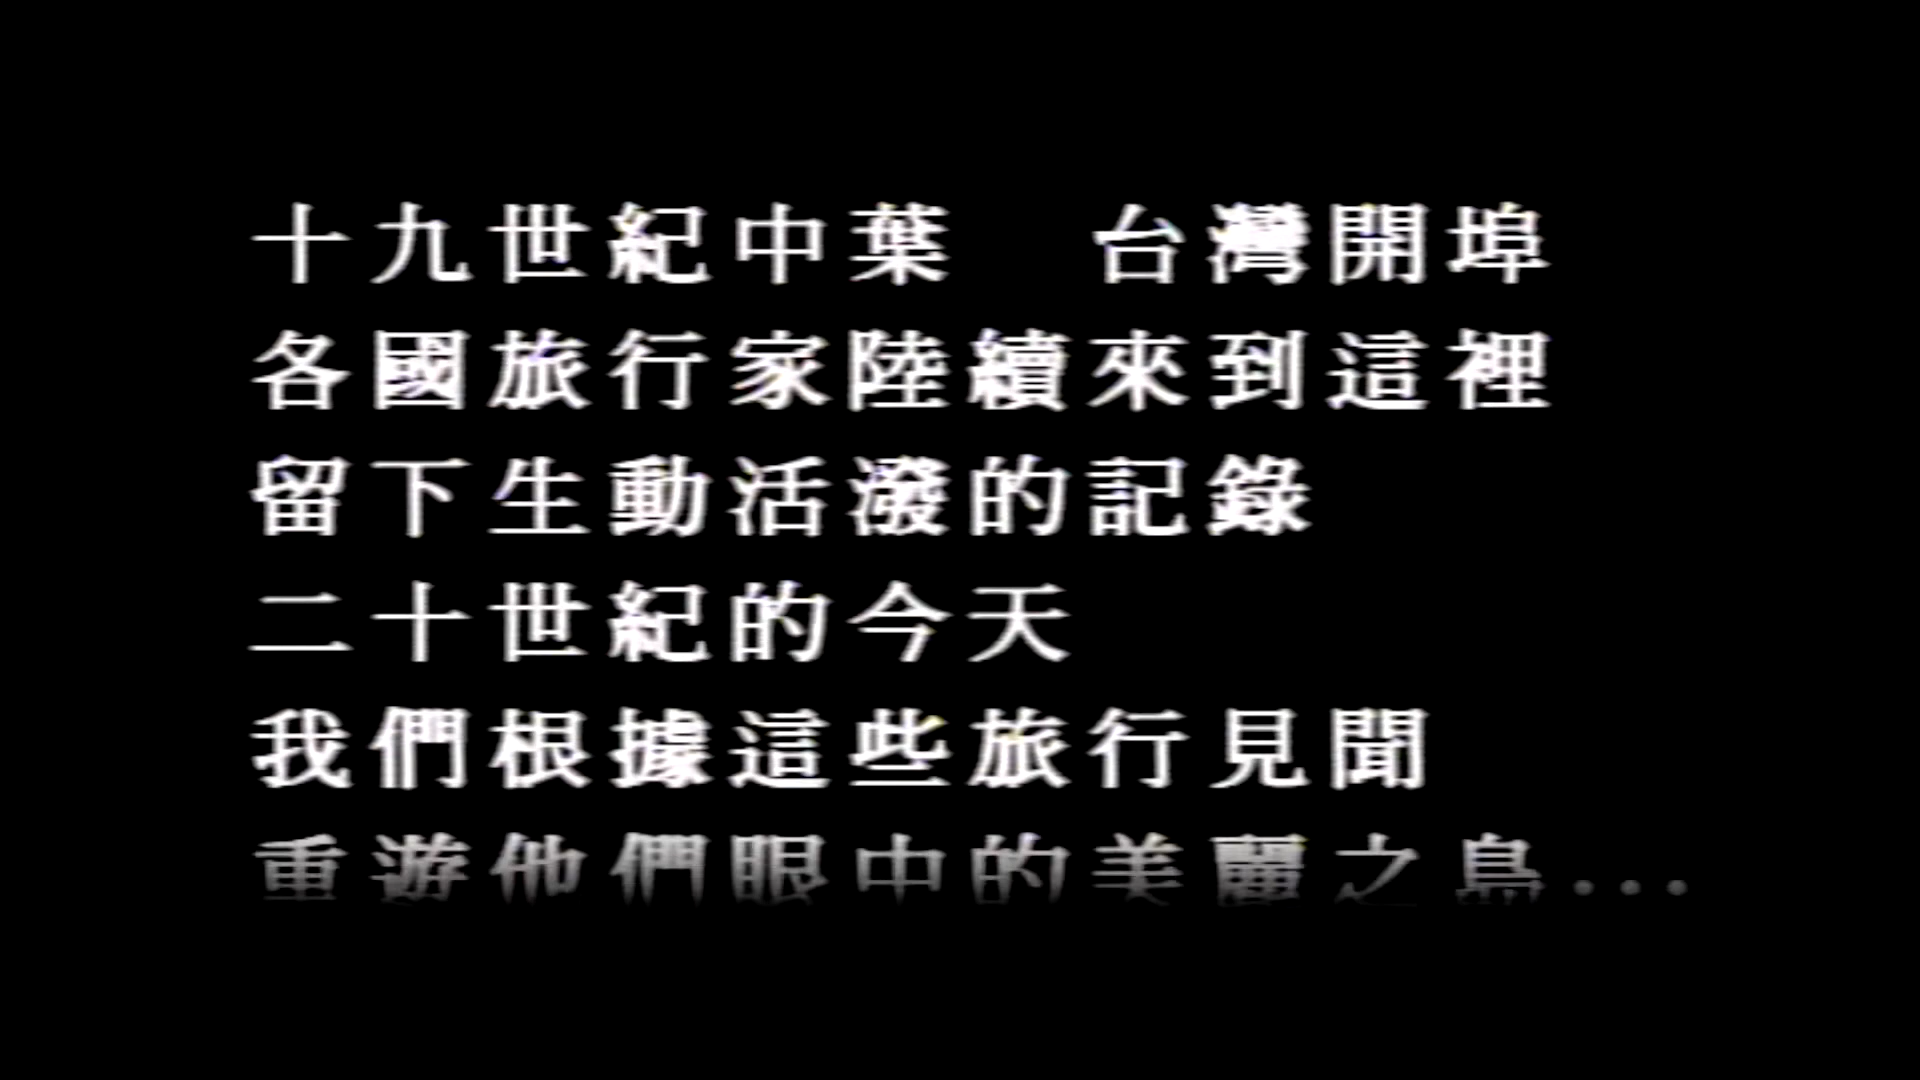 十九世紀中葉　台灣開埠
各國旅行家陸續來到這裡
留下生動活潑的記錄
二十世紀的今天
我們根據這些旅行見聞
重遊他們眼中的美麗之島...